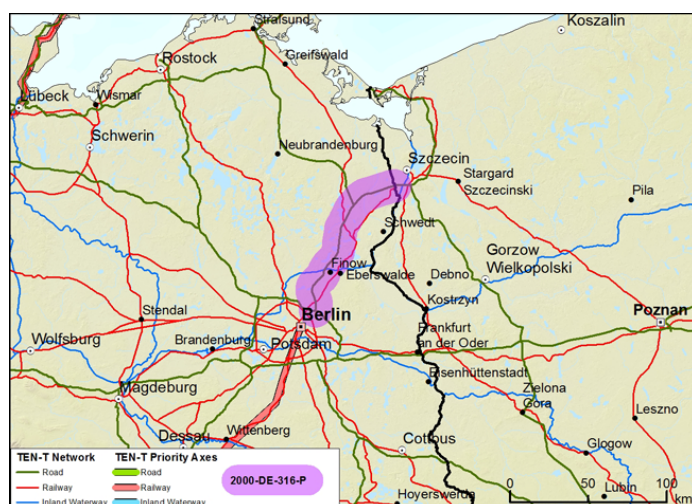 Stralsund
Koszalin
Greifswald
Rostock
Lübeck
Wismar
Schwerin
Neubrandenburg
Szczecin
Stargard
Szczecinski
Pila
Schwedt
Finow
Eberswalde
Debno
Gorzow
Wielkopolski
Kostrzyn
Berlin
Poznan
Stendal
Wolfsburg
Brandenburg
Potsdam
Frankfurt
an der Oder
Magdeburg
Eisenhüttenstadt
Zielona
Gora
Leszno
Dessau
Wittenberg
Cottbus
Glogow
Lubin
Hoyerswerda
TEN-T Network
Road
Railway
Inland Waterway
TEN-T Priority Axes
Road
Railway
Inland Waterway
2000-DE-316-P
0 50 100
km